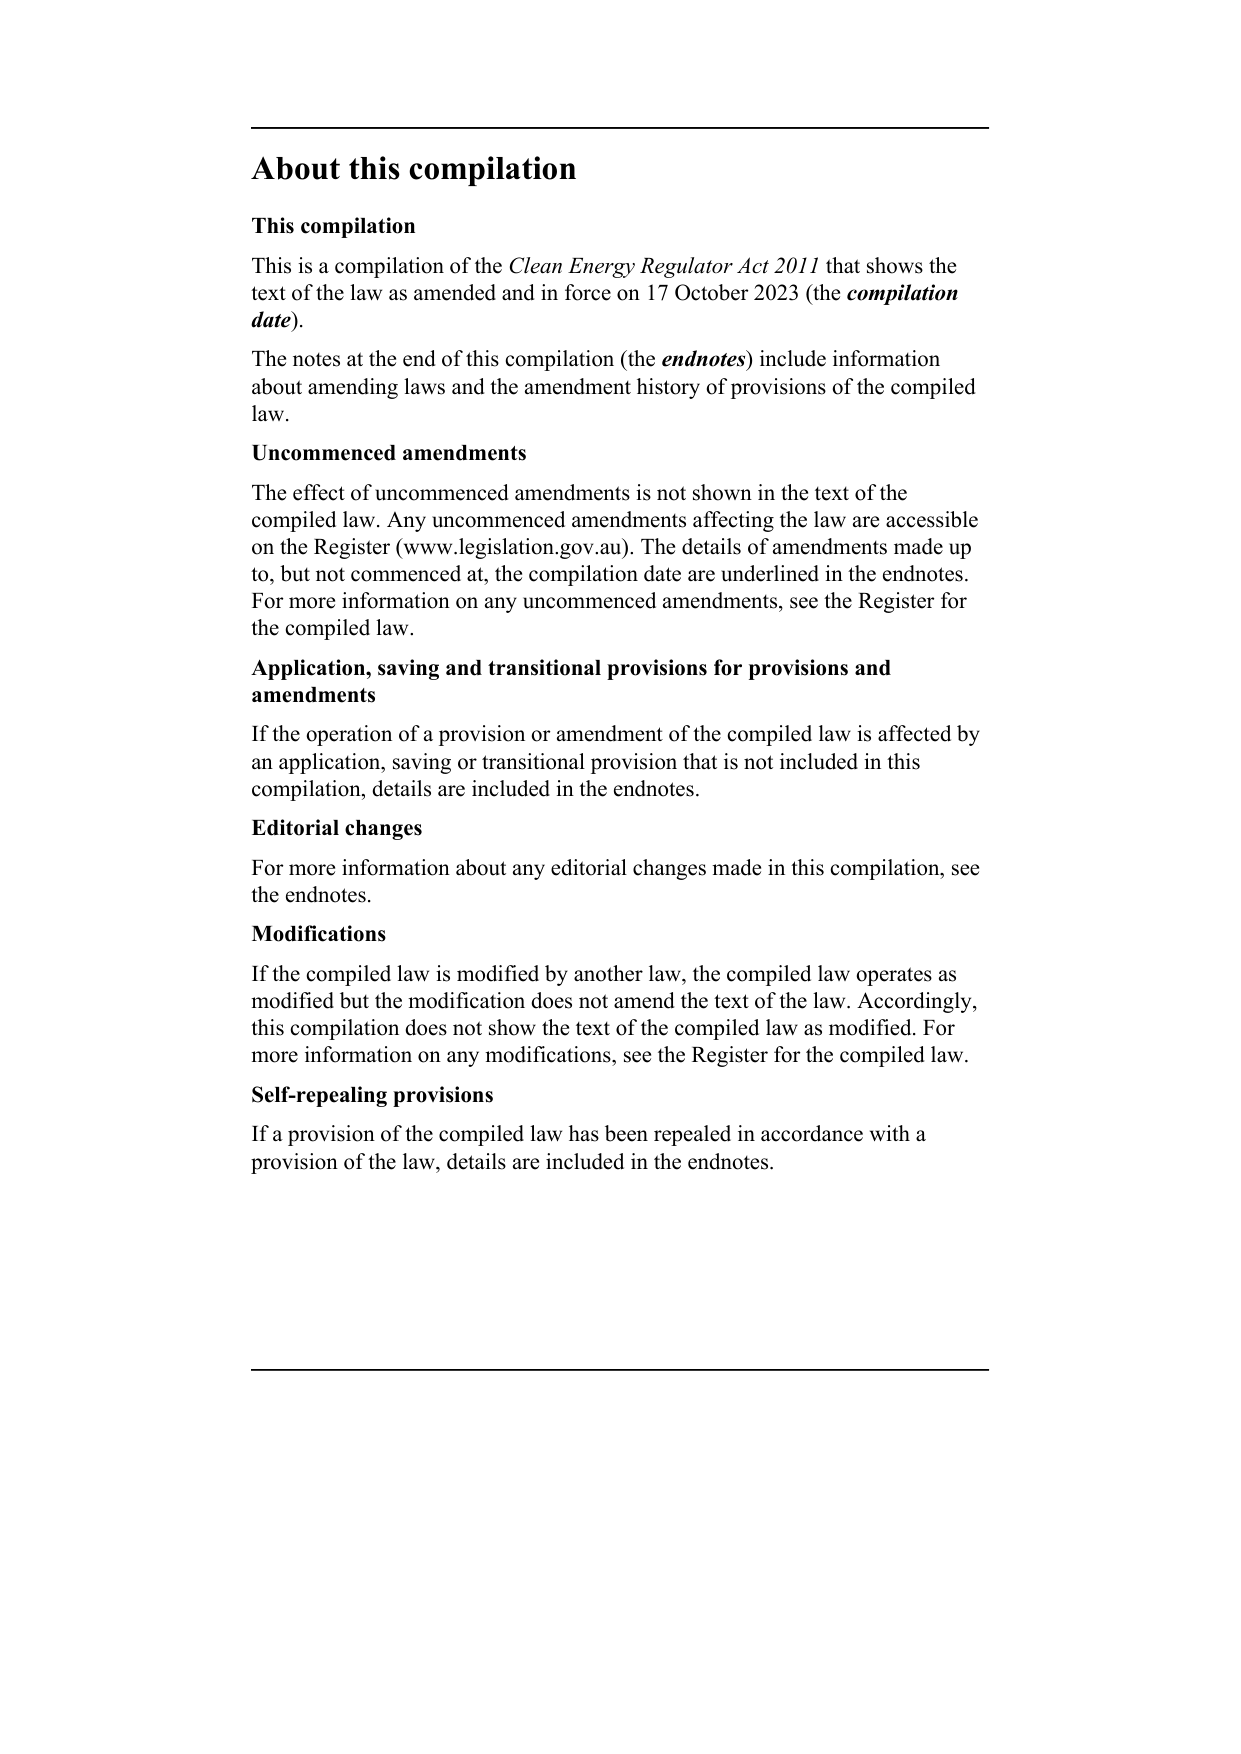 About this compilation
This compilation
This is a compilation of the Clean Energy Regulator Act 2011 that shows the
text of the law as amended and in force on 17 October 2023 (the compilation
date).
The notes at the end of this compilation (the endnotes) include information
about amending laws and the amendment history of provisions of the compiled
law.
Uncommenced amendments
The effect of uncommenced amendments is not shown in the text of the
compiled law. Any uncommenced amendments affecting the law are accessible
on the Register (www.legislation.gov.au). The details of amendments made up
to, but not commenced at, the compilation date are underlined in the endnotes.
For more information on any uncommenced amendments, see the Register for
the compiled law.
Application, saving and transitional provisions for provisions and
amendments
If the operation of a provision or amendment of the compiled law is affected by
an application, saving or transitional provision that is not included in this
compilation, details are included in the endnotes.
Editorial changes
For more information about any editorial changes made in this compilation, see
the endnotes.
Modifications
If the compiled law is modified by another law, the compiled law operates as
modified but the modification does not amend the text of the law. Accordingly,
this compilation does not show the text of the compiled law as modified. For
more information on any modifications, see the Register for the compiled law.
Self-repealing provisions
If a provision of the compiled law has been repealed in accordance with a
provision of the law, details are included in the endnotes.